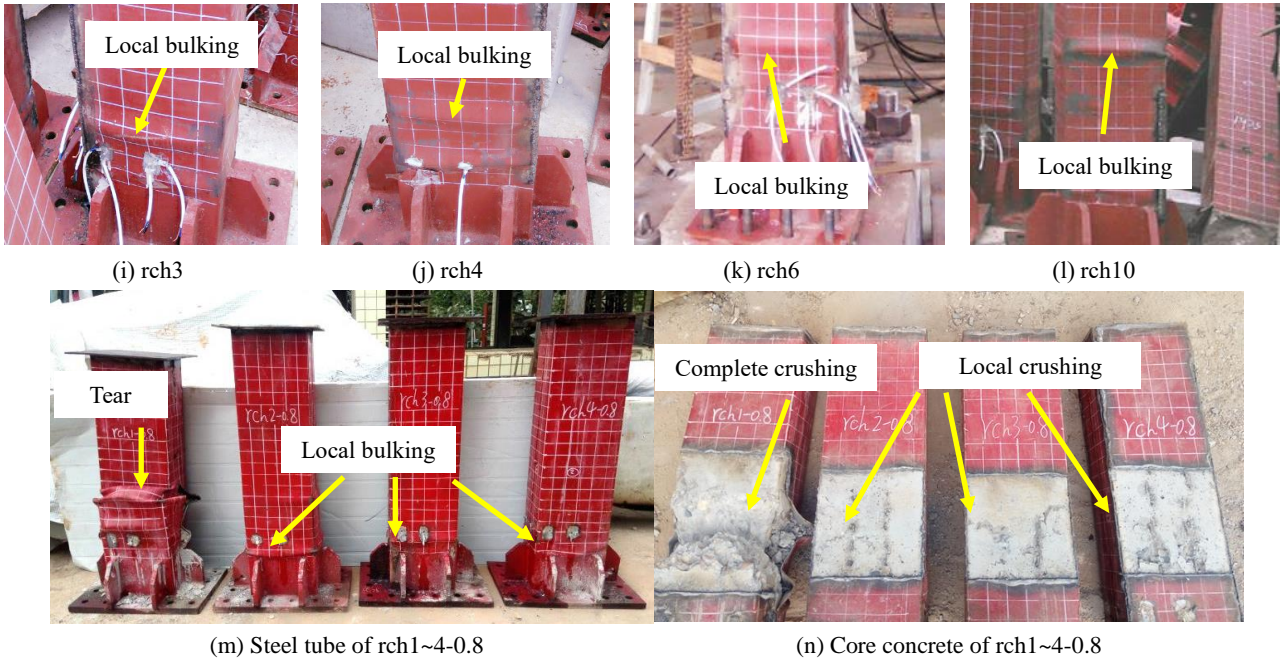 Local bulking
Local bulking
Local bulking
Local bulking
(i) rch3
(j) rch4
(k) rch6
(l) rch10
Tear
Local bulking
rch1-0.8
rch2-0.8
rch3-0.8
rch4-0.8
Complete crushing
Local crushing
rch1-0.8
rch2-0.8
rch3-0.8
rch4-0.8
(m) Steel tube of rch1~4-0.8
(n) Core concrete of rch1~4-0.8